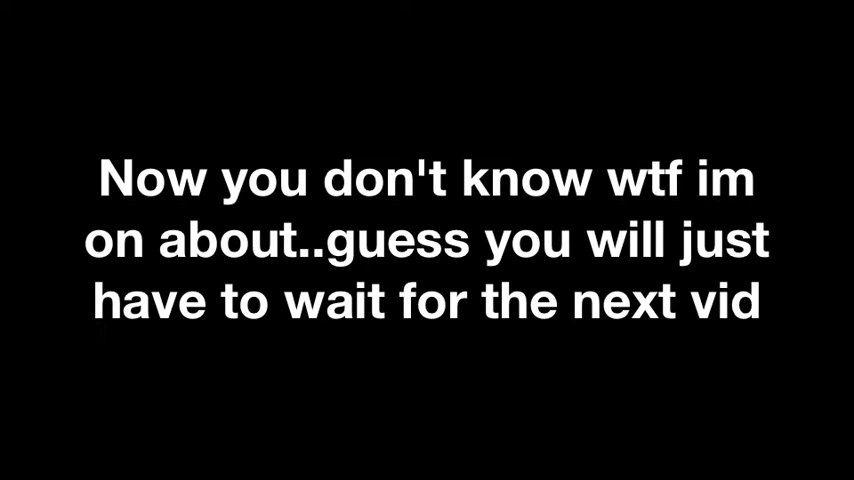 Now you don't know wtf im
on about..guess you will just
have to wait for the next vid